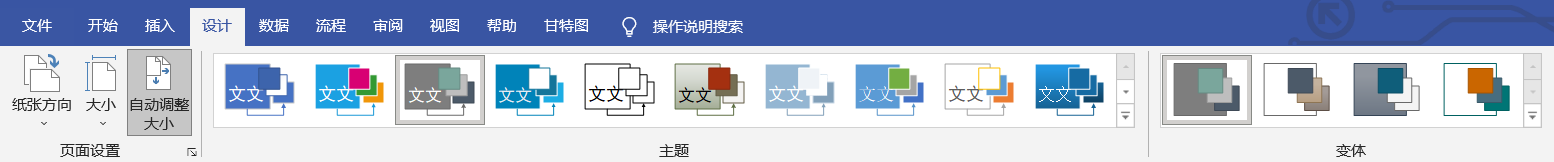 文件 开始 插入 设计 数据 流程 审阅 视图 帮助 甘特图 操作说明搜索
文文 文文 文文 文文 文文 文文 文文 文文 文文 文文
纸张方向 大小 自动调整
大小
页面设置 主题 变体